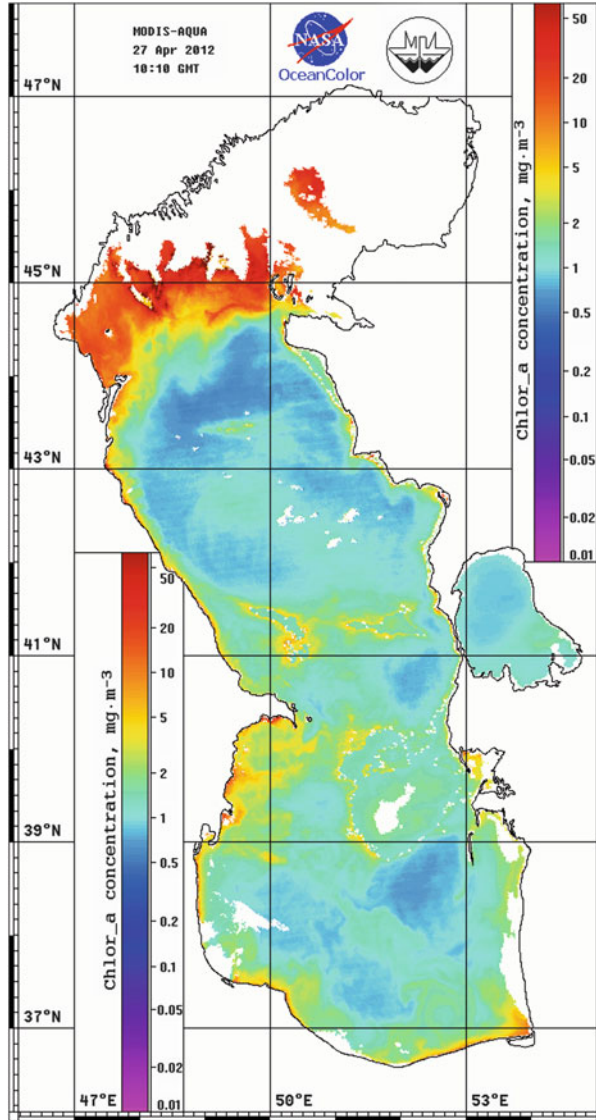 MODIS-AQUA
27 Apr 2012
10:10 GMT
NASA
OceanColor
47°N
45°N
43°N
41°N
39°N
37°N
47°E
50°E
53°E
Chlor_a concentration, mg·m⁻³
50
20
10
5
2
1
0.5
0.2
0.1
0.05
0.02
0.01
Chlor_a concentration, mg·m⁻³
50
20
10
5
2
1
0.5
0.2
0.1
0.05
0.02
0.01